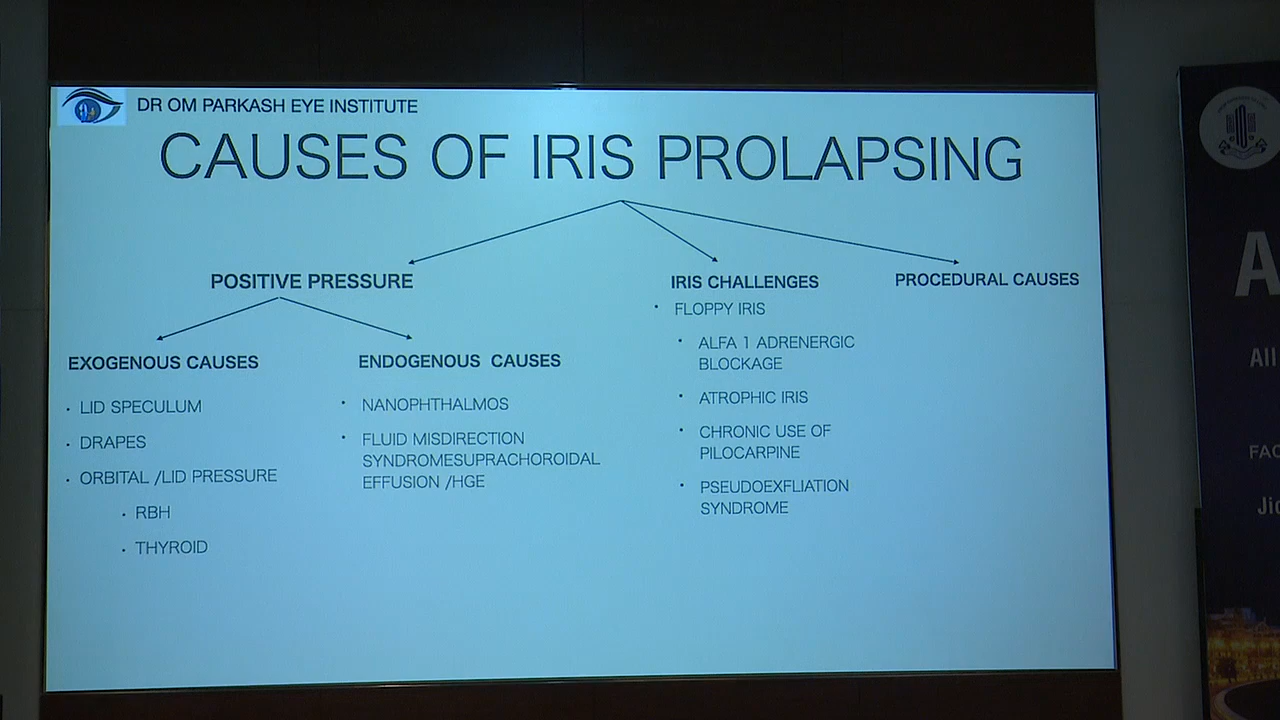 DR OM PARKASH EYE INSTITUTE
CAUSES OF IRIS PROLAPSING
POSITIVE PRESSURE
EXOGENOUS CAUSES
· LID SPECULUM
· DRAPES
· ORBITAL /LID PRESSURE
· RBH
· THYROID
ENDOGENOUS CAUSES
· NANOPHTHALMOS
· FLUID MISDIRECTION
SYNDROMESUPRACHOROIDAL
EFFUSION /HGE
IRIS CHALLENGES
· FLOPPY IRIS
· ALFA 1 ADRENERGIC
BLOCKAGE
· ATROPHIC IRIS
· CHRONIC USE OF
PILOCARPINE
· PSEUDOEXFLIATION
SYNDROME
PROCEDURAL CAUSES
A
All
FAC
Jio